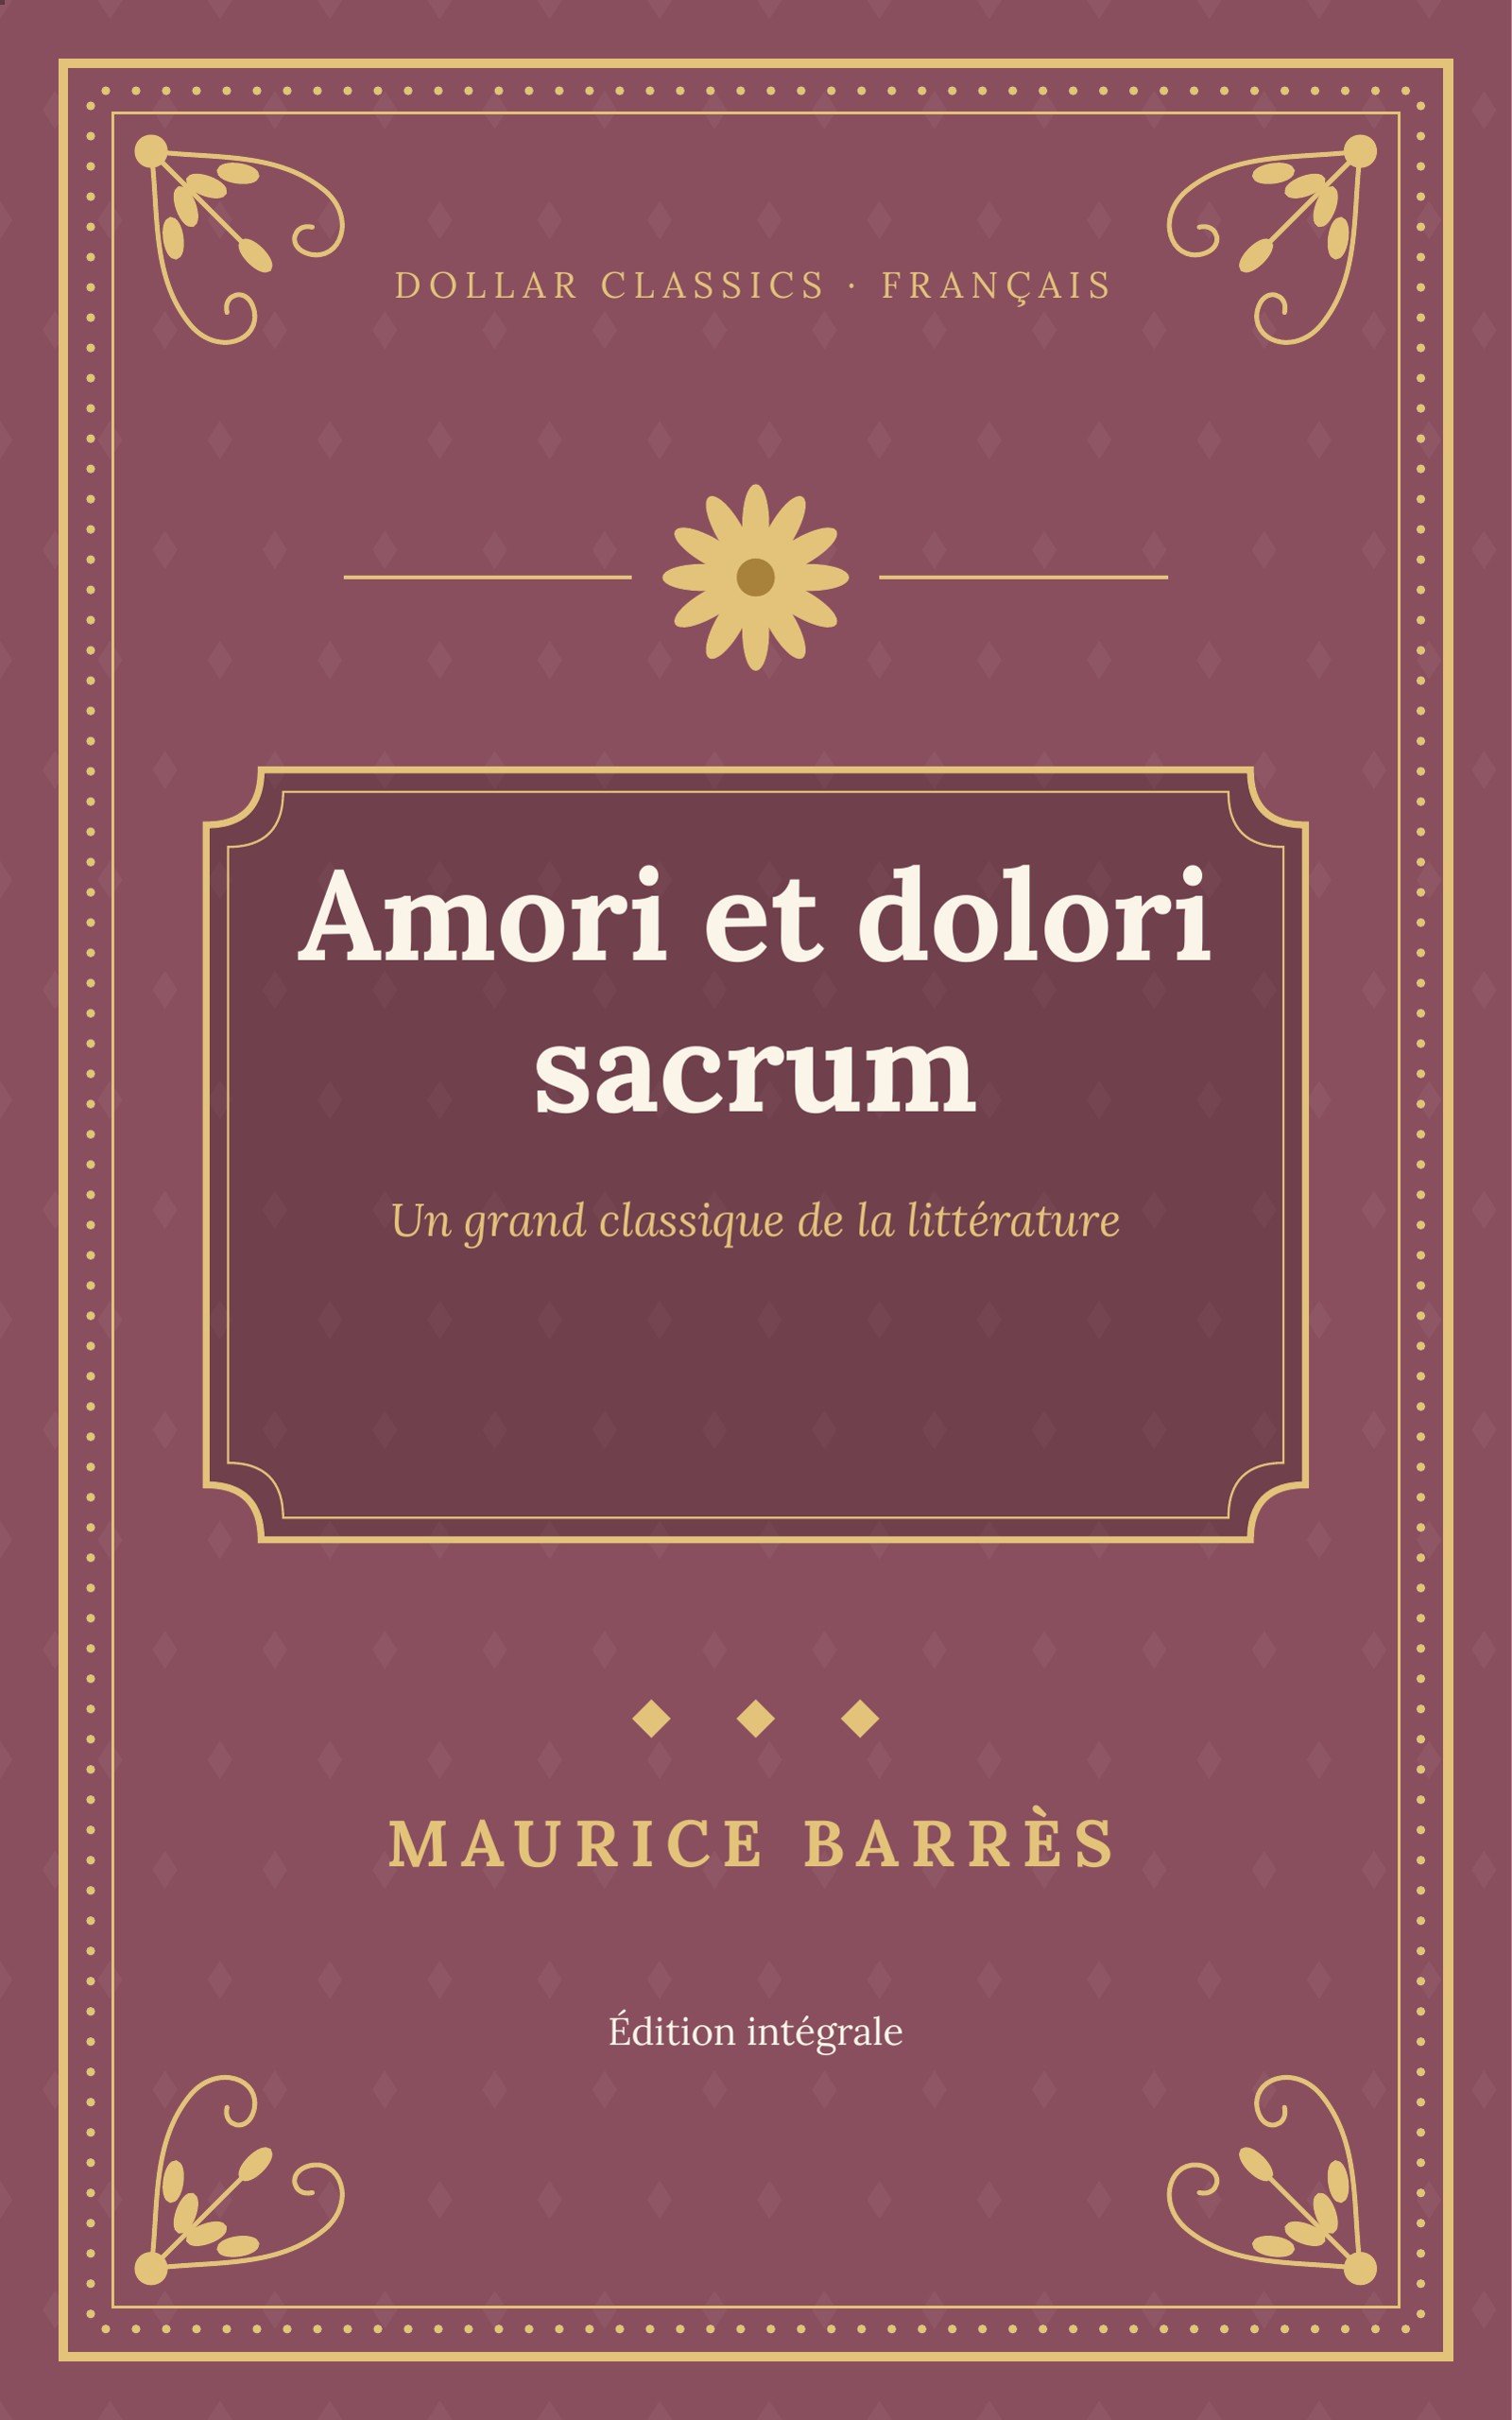 DOLLAR CLASSICS · FRANÇAIS
Amori et dolori
sacrum
Un grand classique de la littérature
MAURICE BARRÈS
Édition intégrale